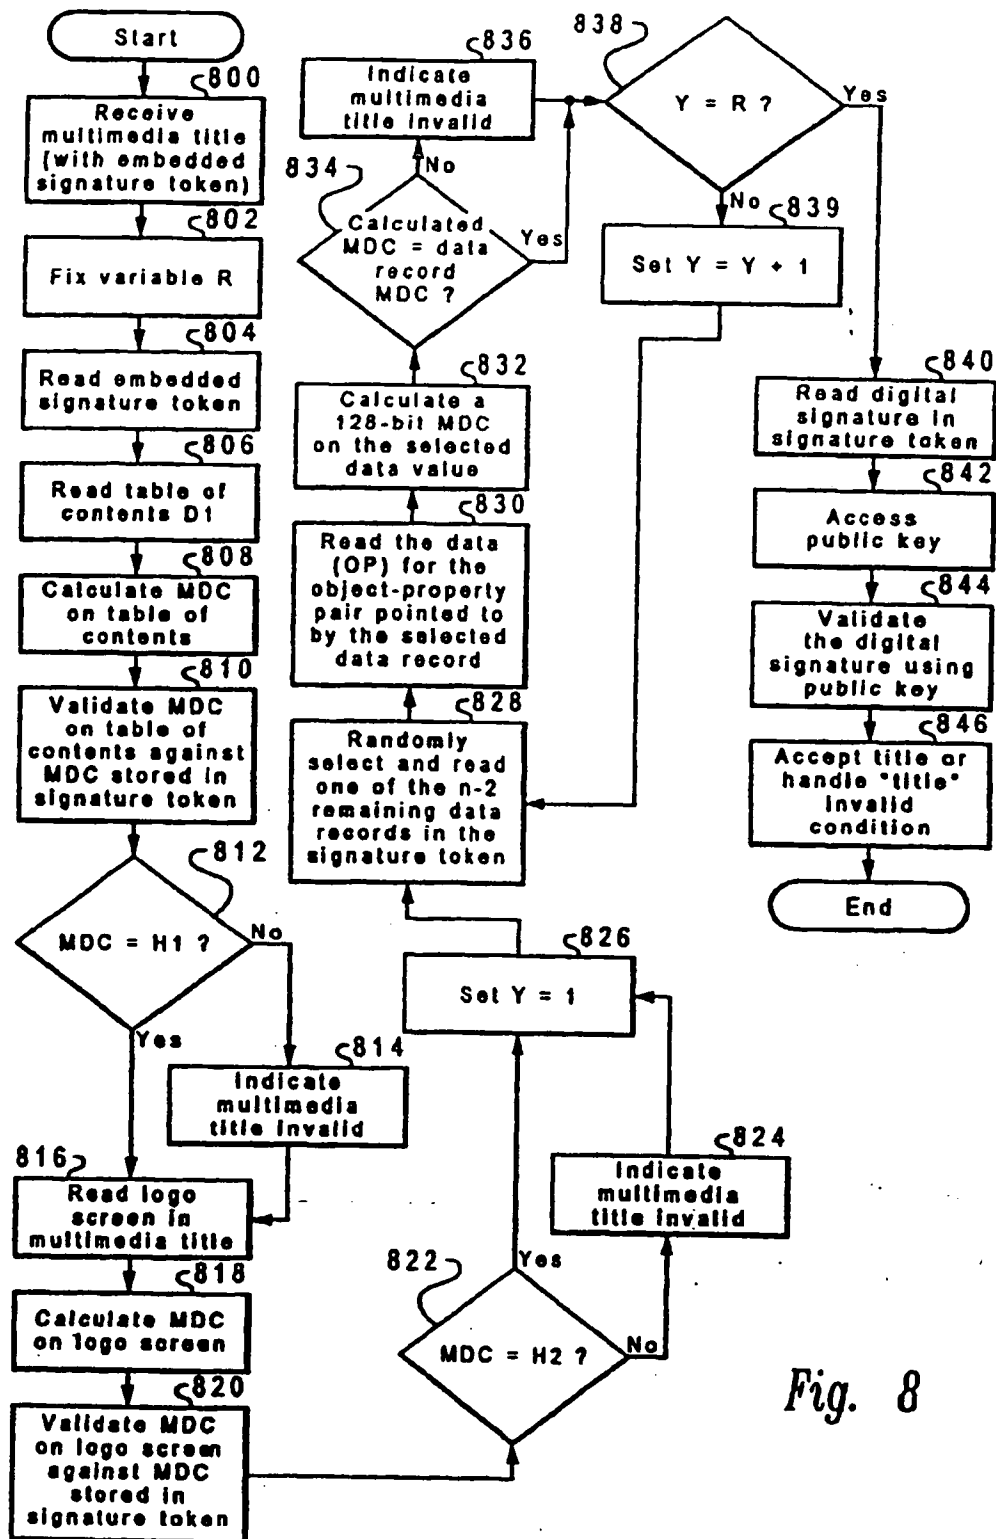 Start
800
Receive
multimedia title
(with embedded
signature token)
802
Fix variable R
804
Read embedded
signature token
806
Read table of
contents D1
808
Calculate MDC
on table of
contents
810
Validate MDC
on table of
contents against
MDC stored in
signature token
812
MDC = H1 ?
No
Yes
814
Indicate
multimedia
title invalid
816
Read logo
screen in
multimedia title
818
Calculate MDC
on logo screen
820
Validate MDC
on logo screen
against MDC
stored in
signature token
822
MDC = H2 ?
Yes
No
824
Indicate
multimedia
title invalid
826
Set Y = 1
828
Randomly
select and read
one of the n-2
remaining data
records in the
signature token
830
Read the data
(OP) for the
object-property
pair pointed to
by the selected
data record
832
Calculate a
128-bit MDC
on the selected
data value
834
Calculated
MDC = data
record
MDC ?
No
Yes
836
Indicate
multimedia
title invalid
838
Y = R ?
Yes
No
839
Set Y = Y + 1
840
Read digital
signature in
signature token
842
Access
public key
844
Validate
the digital
signature using
public key
846
Accept title or
handle "title"
invalid
condition
End
Fig. 8